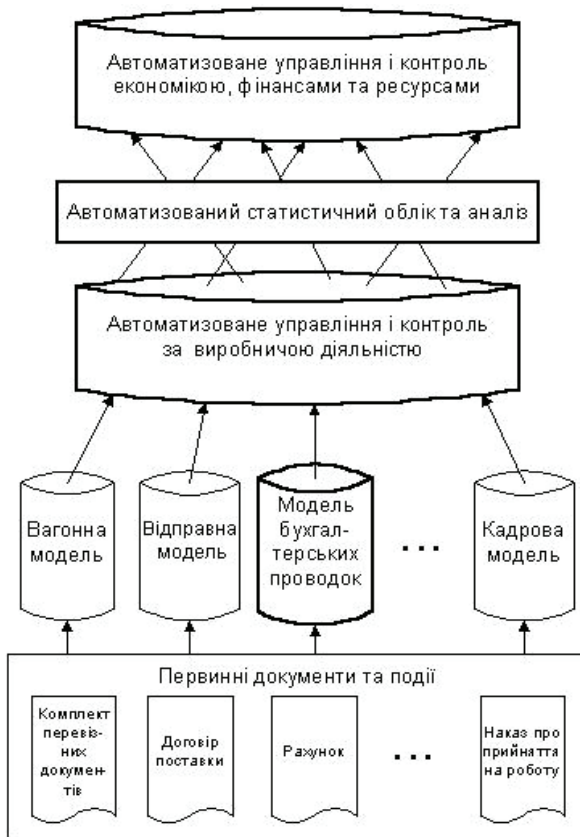 Автоматизоване управління і контроль
економікою, фінансами та ресурсами
Автоматизований статистичний облік та аналіз
Автоматизоване управління і контроль
за виробничою діяльністю
Вагонна
модель
Відправна
модель
Модель
бухгал-
терських
проводок
...
Кадрова
модель
Первинні документи та події
Комплект
перевіз-
них
докумен-
тів
Договір
поставки
Рахунок
...
Наказ про
прийняття
на роботу